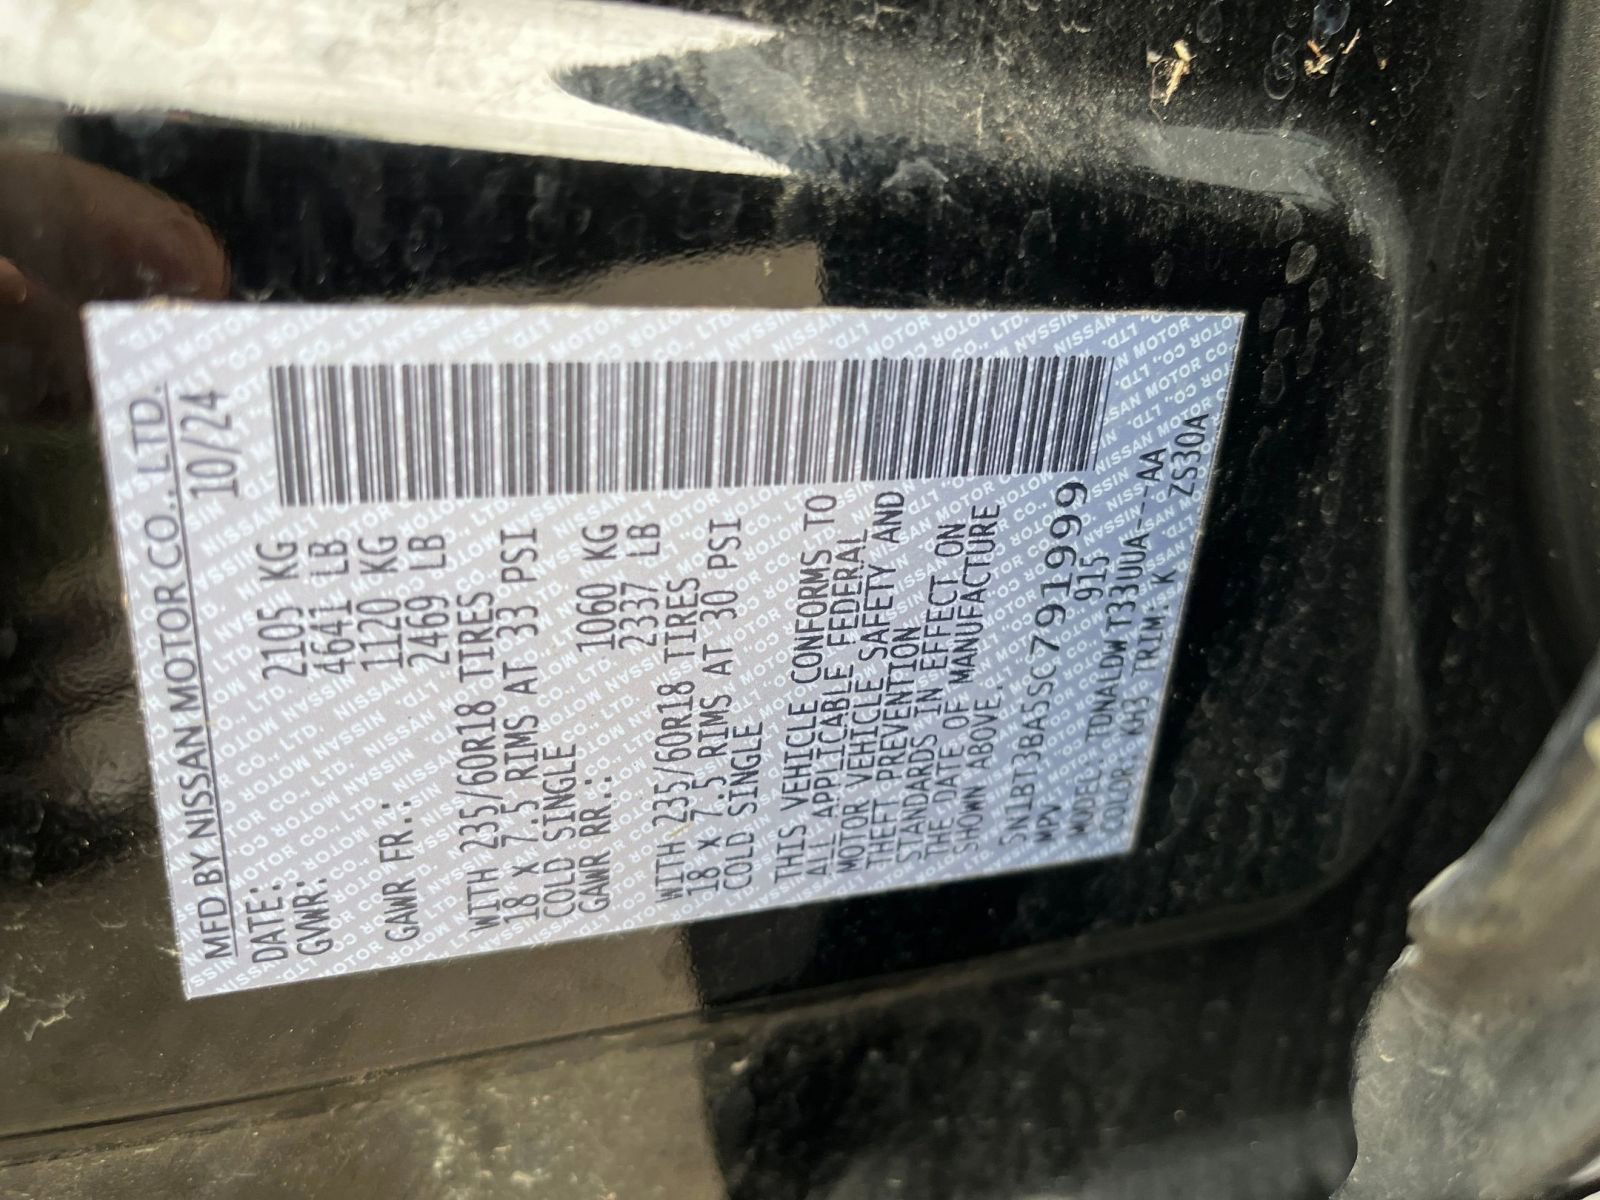 MFD BY NISSAN MOTOR CO., LTD.
DATE: 10/24
GVWR: 2105 KG
4641 LB
GAWR FR.: 1120 KG
2469 LB
WITH 235/60R18 TIRES
18 X 7.5 RIMS AT 33 PSI
COLD SINGLE
GAWR RR.: 1060 KG
2337 LB
WITH 235/60R18 TIRES
18 X 7.5 RIMS AT 30 PSI
COLD SINGLE
THIS VEHICLE CONFORMS TO
ALL APPLICABLE FEDERAL
MOTOR VEHICLE SAFETY AND
THEFT PREVENTION
STANDARDS IN EFFECT ON
THE DATE OF MANUFACTURE
SHOWN ABOVE.
5N1BT3BA5SC791999
MPV 915
MODEL: TDNALDWT33UUA---AA
COLOR: KH3 TRIM: K ZS30A